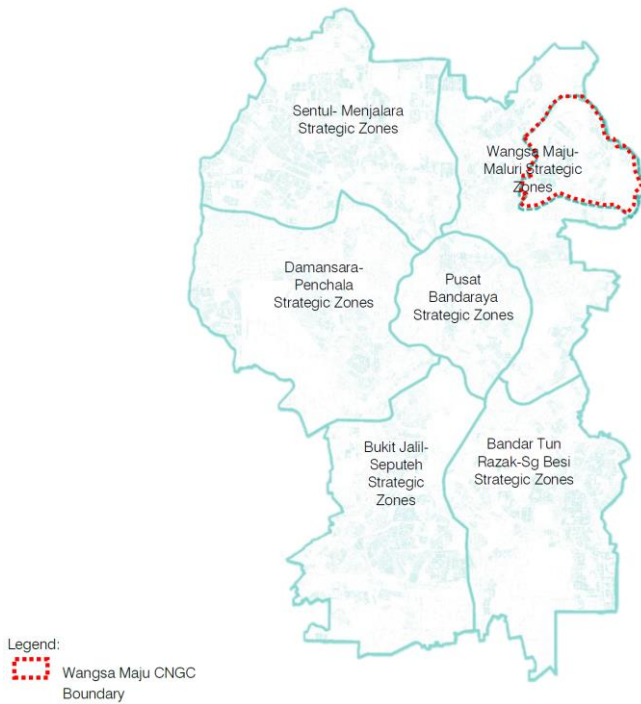 Sentul- Menjalara
Strategic Zones
Wangsa Maju-
Maluri Strategic
Zones
Damansara-
Penchala
Strategic Zones
Pusat
Bandaraya
Strategic Zones
Bukit Jalil-
Seputeh
Strategic
Zones
Bandar Tun
Razak-Sg Besi
Strategic Zones
Legend:
Wangsa Maju CNGC
Boundary